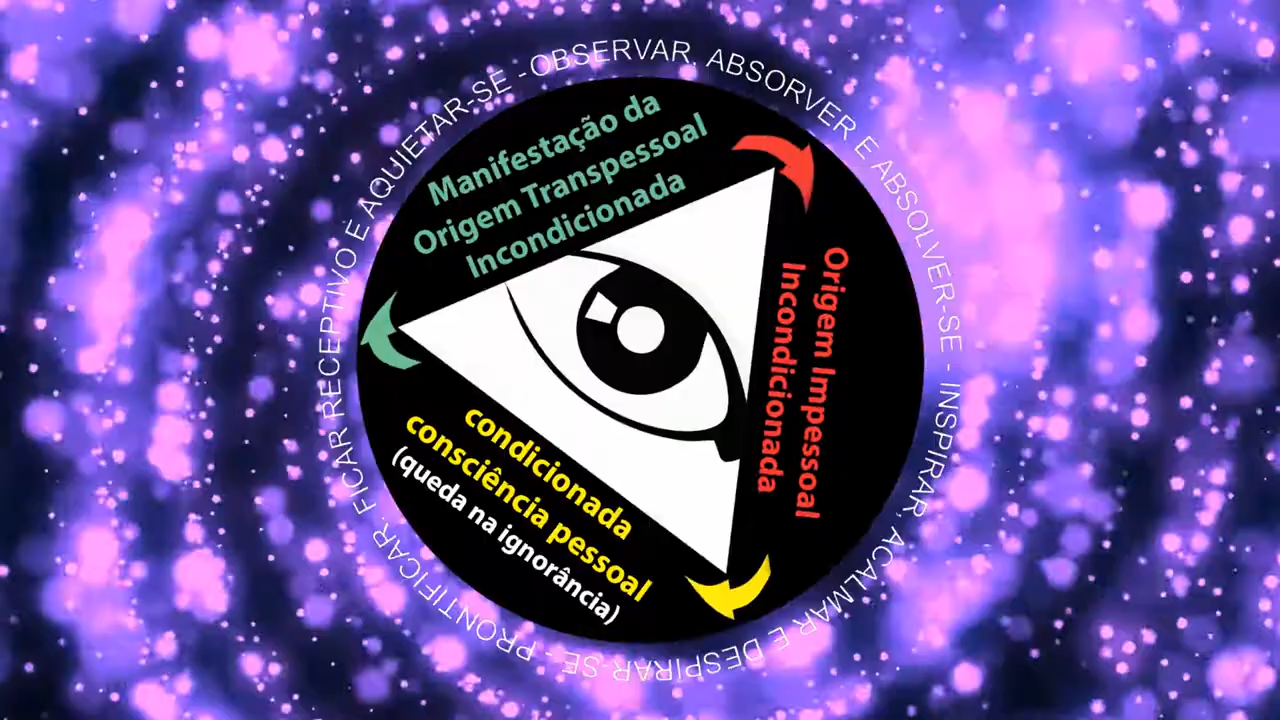 OBSERVAR, ABSORVER E ABSOLVER-SE - INSPIRAR, ACALMAR E DESPIRAR-SE - PRONTIFICAR, FICAR RECEPTIVO E AQUIETAR-SE -
Manifestação da
Origem Transpessoal
Incondicionada
Origem Impessoal
Incondicionada
condicionada
consciência pessoal
(queda na ignorância)